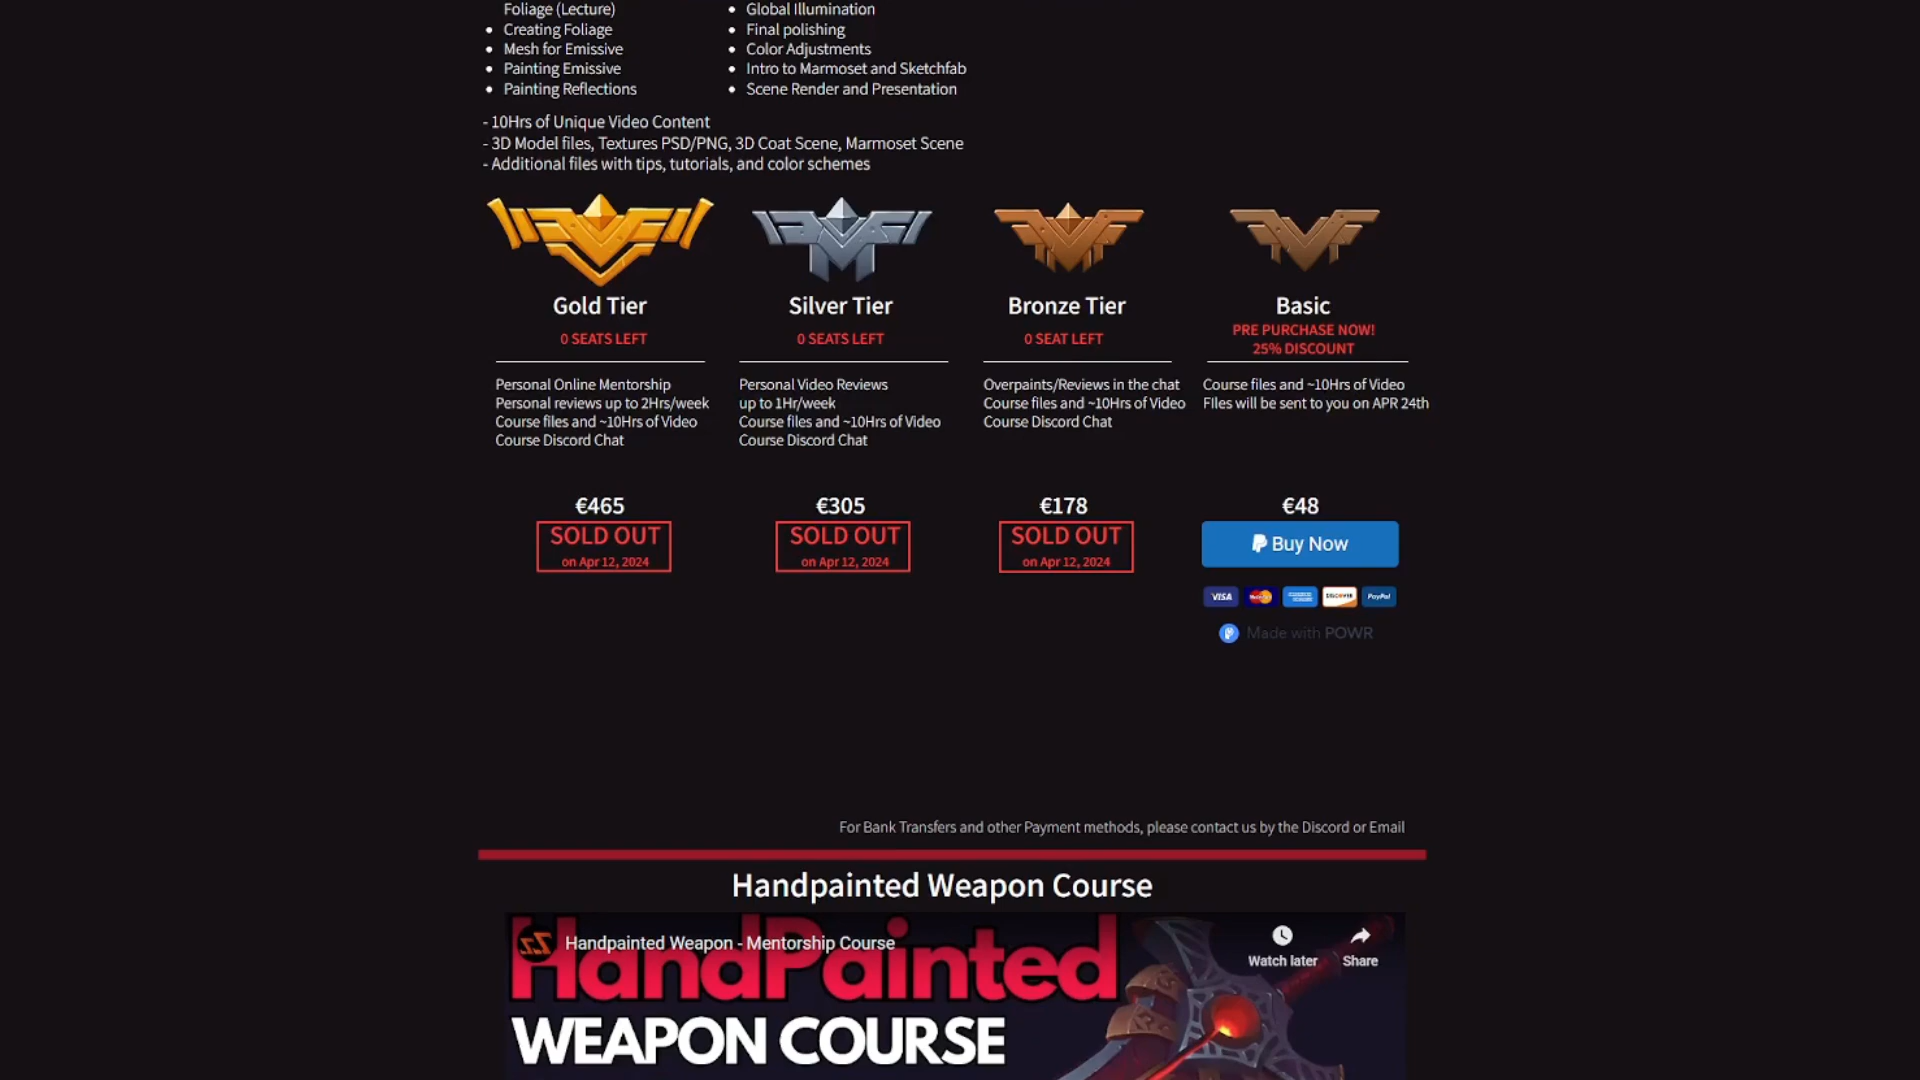 Foliage (Lecture)
• Creating Foliage
• Mesh for Emissive
• Painting Emissive
• Painting Reflections
• Global Illumination
• Final polishing
• Color Adjustments
• Intro to Marmoset and Sketchfab
• Scene Render and Presentation
- 10Hrs of Unique Video Content
- 3D Model files, Textures PSD/PNG, 3D Coat Scene, Marmoset Scene
- Additional files with tips, tutorials, and color schemes
Gold Tier
0 SEATS LEFT
Personal Online Mentorship
Personal reviews up to 2Hrs/week
Course files and ~10Hrs of Video
Course Discord Chat
€465
SOLD OUT
on Apr 12, 2024
Silver Tier
0 SEATS LEFT
Personal Video Reviews
up to 1Hr/week
Course files and ~10Hrs of Video
Course Discord Chat
€305
SOLD OUT
on Apr 12, 2024
Bronze Tier
0 SEAT LEFT
Overpaints/Reviews in the chat
Course files and ~10Hrs of Video
Course Discord Chat
€178
SOLD OUT
on Apr 12, 2024
Basic
PRE PURCHASE NOW!
25% DISCOUNT
Course files and ~10Hrs of Video
FIles will be sent to you on APR 24th
€48
Buy Now
VISA
MasterCard
DISCOVER
PayPal
Made with POWR
For Bank Transfers and other Payment methods, please contact us by the Discord or Email
Handpainted Weapon Course
Handpainted Weapon - Mentorship Course
Watch later
Share
HandPainted
WEAPON COURSE